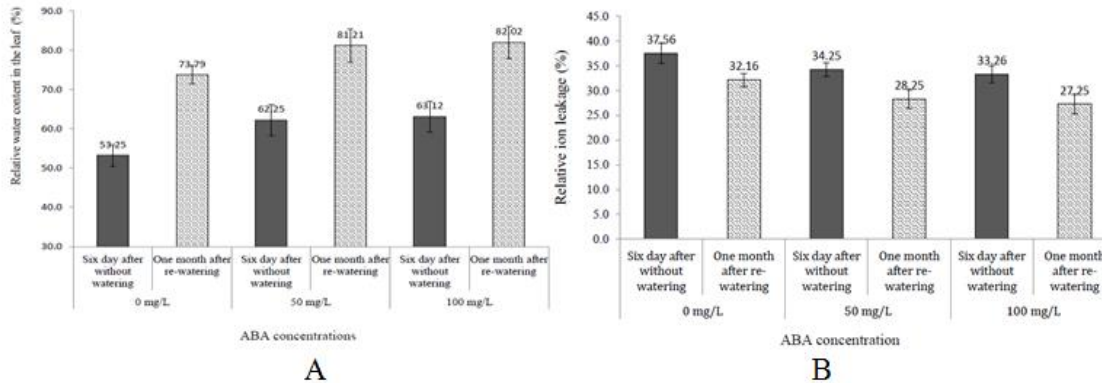 Relative water content in the leaf (%)
90.0
80.0
70.0
60.0
50.0
40.0
30.0
53.25
73.79
62.25
81.21
63.12
82.02
Six day after without watering
One month after re-watering
Six day after without watering
One month after re-watering
Six day after without watering
One month after re-watering
0 mg/L
50 mg/L
100 mg/L
ABA concentrations
A
Relative ion leakage (%)
45.0
40.0
35.0
30.0
25.0
20.0
15.0
10.0
5.0
0.0
37.56
32.16
34.25
28.25
33.26
27.25
Six day after without watering
One month after re-watering
Six day after without watering
One month after re-watering
Six day after without watering
One month after re-watering
0 mg/L
50 mg/L
100 mg/L
ABA concentration
B